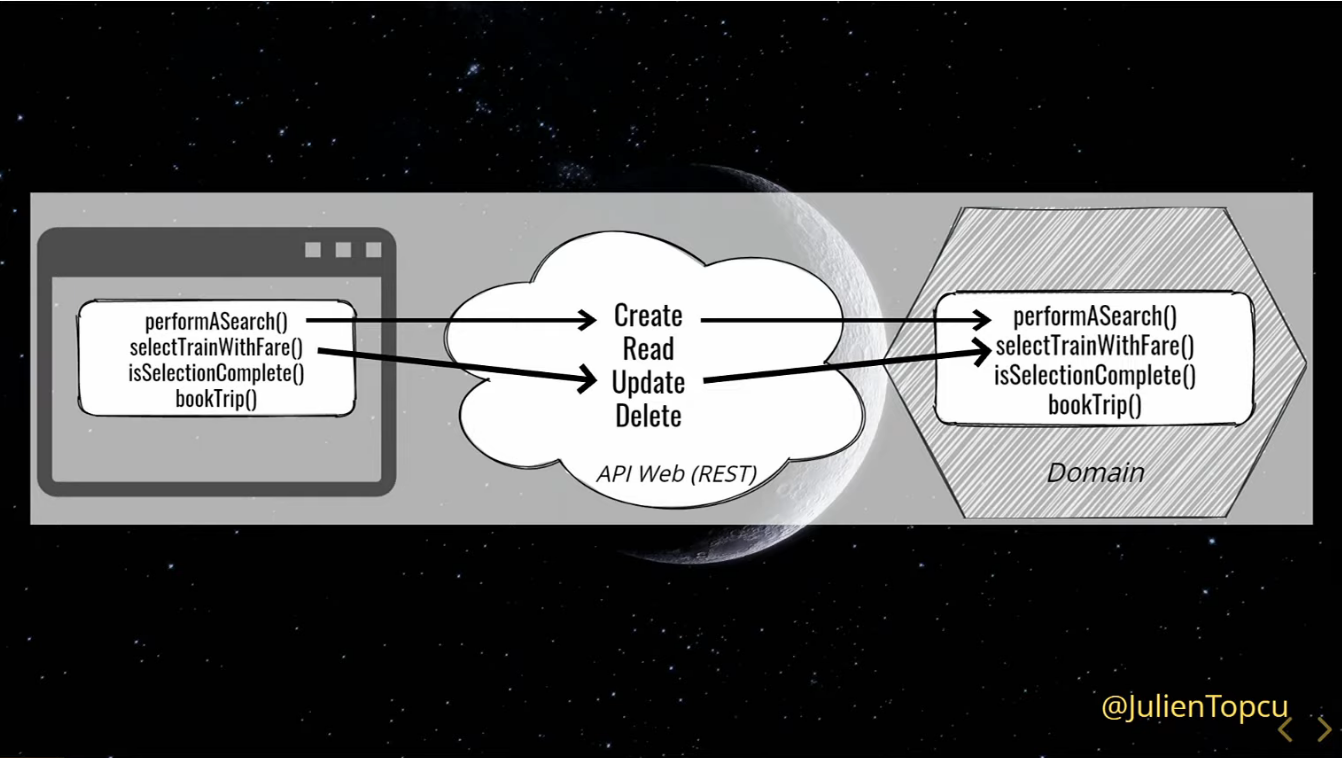 performASearch()
selectTrainWithFare()
isSelectionComplete()
bookTrip()
Create
Read
Update
Delete
API Web (REST)
performASearch()
selectTrainWithFare()
isSelectionComplete()
bookTrip()
Domain
@JulienTopcu